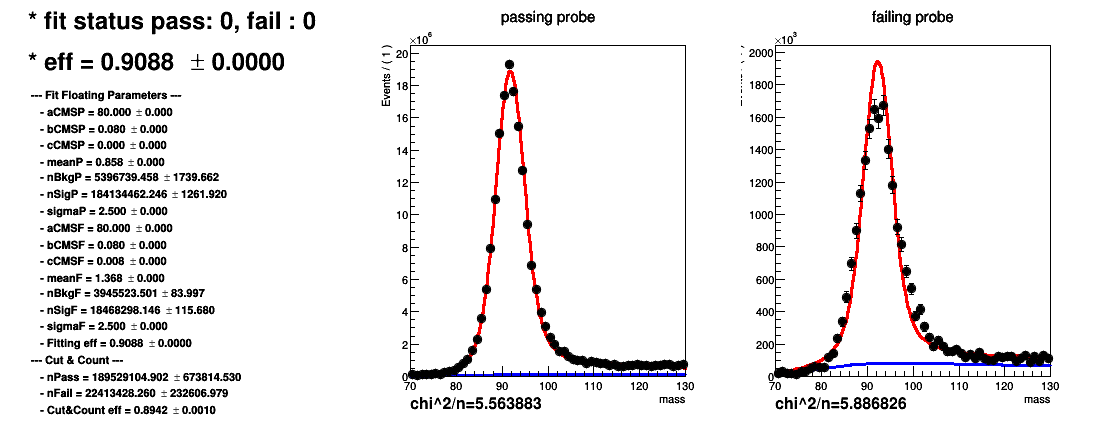 * fit status pass: 0, fail : 0
* eff = 0.9088 ± 0.0000
--- Fit Floating Parameters ---
- aCMSP = 80.000 ± 0.000
- bCMSP = 0.080 ± 0.000
- cCMSP = 0.000 ± 0.000
- meanP = 0.858 ± 0.000
- nBkgP = 5396739.458 ± 1739.662
- nSigP = 184134462.246 ± 1261.920
- sigmaP = 2.500 ± 0.000
- aCMSF = 80.000 ± 0.000
- bCMSF = 0.080 ± 0.000
- cCMSF = 0.008 ± 0.000
- meanF = 1.368 ± 0.000
- nBkgF = 3945523.501 ± 83.997
- nSigF = 18468298.146 ± 115.680
- sigmaF = 2.500 ± 0.000
- Fitting eff = 0.9088 ± 0.0000
--- Cut & Count ---
- nPass = 189529104.902 ± 673814.530
- nFail = 22413428.260 ± 232606.979
- Cut&Count eff = 0.8942 ± 0.0010
passing probe
×10⁶
Events / ( 1 )
20
18
16
14
12
10
8
6
4
2
0
70 80 90 100 110 120 130
mass
chi^2/n=5.563883
failing probe
×10³
2000
1800
1600
1400
1200
1000
800
600
400
200
0
70 80 90 100 110 120 130
mass
chi^2/n=5.886826